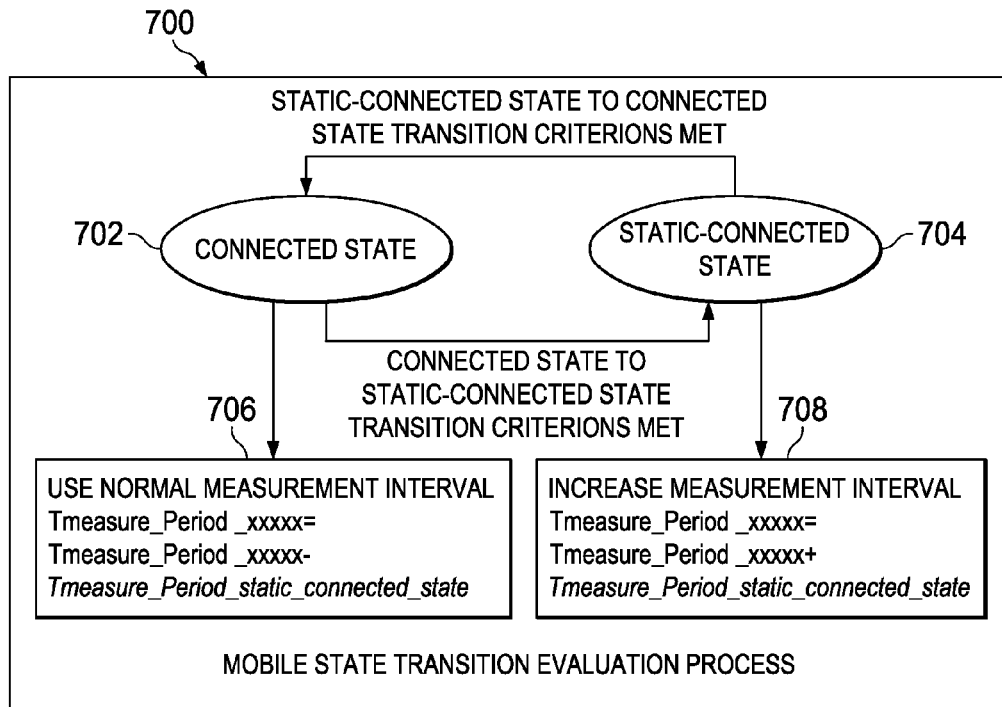 700
STATIC-CONNECTED STATE TO CONNECTED
STATE TRANSITION CRITERIONS MET
702
CONNECTED STATE
STATIC-CONNECTED
STATE
704
CONNECTED STATE TO
STATIC-CONNECTED STATE
TRANSITION CRITERIONS MET
706
708
USE NORMAL MEASUREMENT INTERVAL
Tmeasure_Period _xxxxx=
Tmeasure_Period _xxxxx-
Tmeasure_Period_static_connected_state
INCREASE MEASUREMENT INTERVAL
Tmeasure_Period _xxxxx=
Tmeasure_Period _xxxxx+
Tmeasure_Period_static_connected_state
MOBILE STATE TRANSITION EVALUATION PROCESS